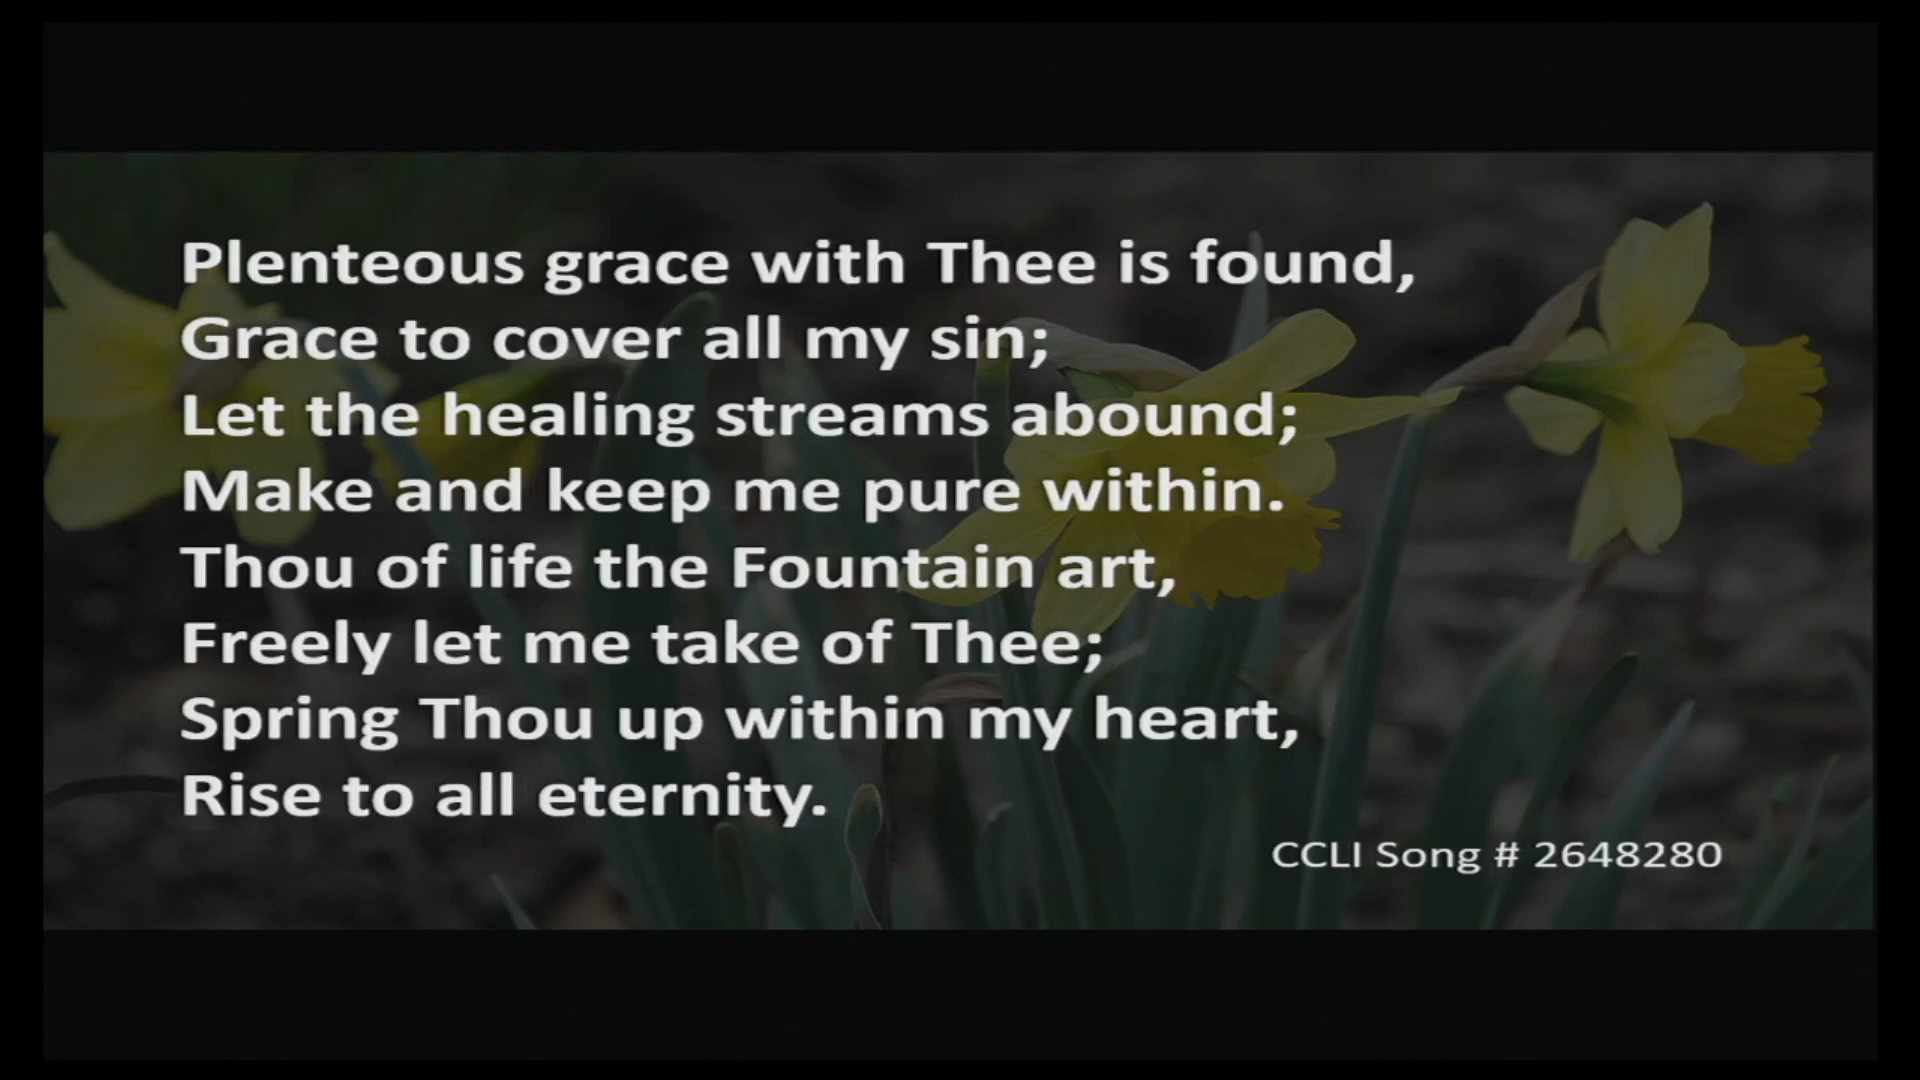 Plenteous grace with Thee is found,
Grace to cover all my sin;
Let the healing streams abound;
Make and keep me pure within.
Thou of life the Fountain art,
Freely let me take of Thee;
Spring Thou up within my heart,
Rise to all eternity.
CCLI Song # 2648280